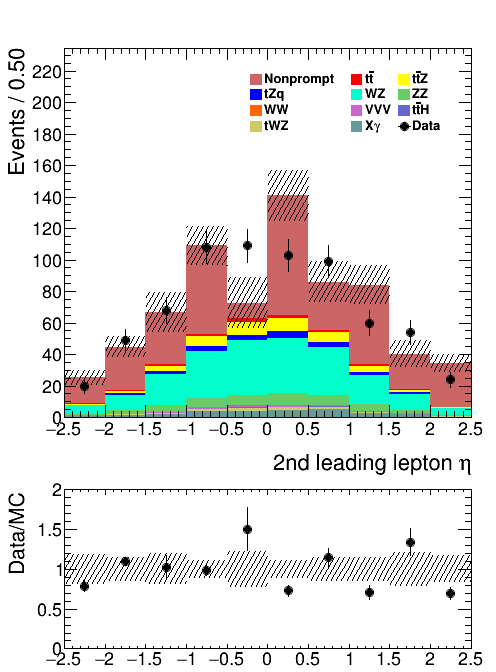 Events / 0.50
220
200
180
160
140
120
100
80
60
40
20
0
Nonprompt tt̄ tt̄Z
tZq WZ ZZ
WW VVV tt̄H
tWZ Xγ Data
−2.5 −2 −1.5 −1 −0.5 0 0.5 1 1.5 2 2.5
2nd leading lepton η
Data/MC
2
1.5
1
0.5
0
−2.5 −2 −1.5 −1 −0.5 0 0.5 1 1.5 2 2.5